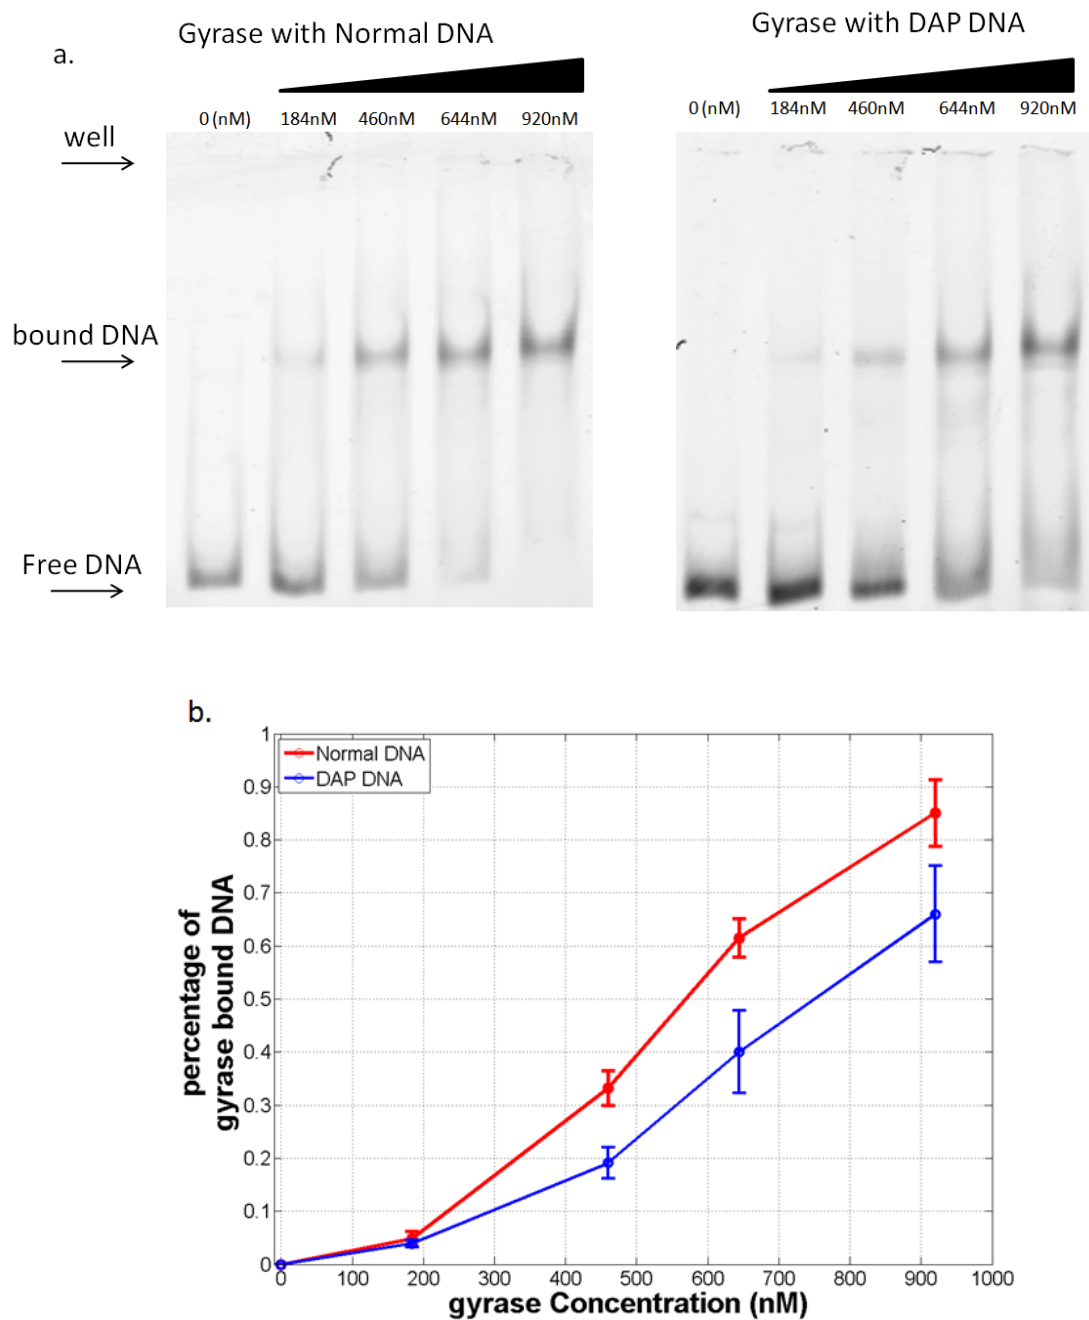 a.
Gyrase with Normal DNA
Gyrase with DAP DNA
0 (nM) 184nM 460nM 644nM 920nM
0 (nM) 184nM 460nM 644nM 920nM
well
bound DNA
Free DNA
b.
Normal DNA
DAP DNA
1
0.9
0.8
0.7
0.6
0.5
0.4
0.3
0.2
0.1
0
percentage of
gyrase bound DNA
0 100 200 300 400 500 600 700 800 900 1000
gyrase Concentration (nM)